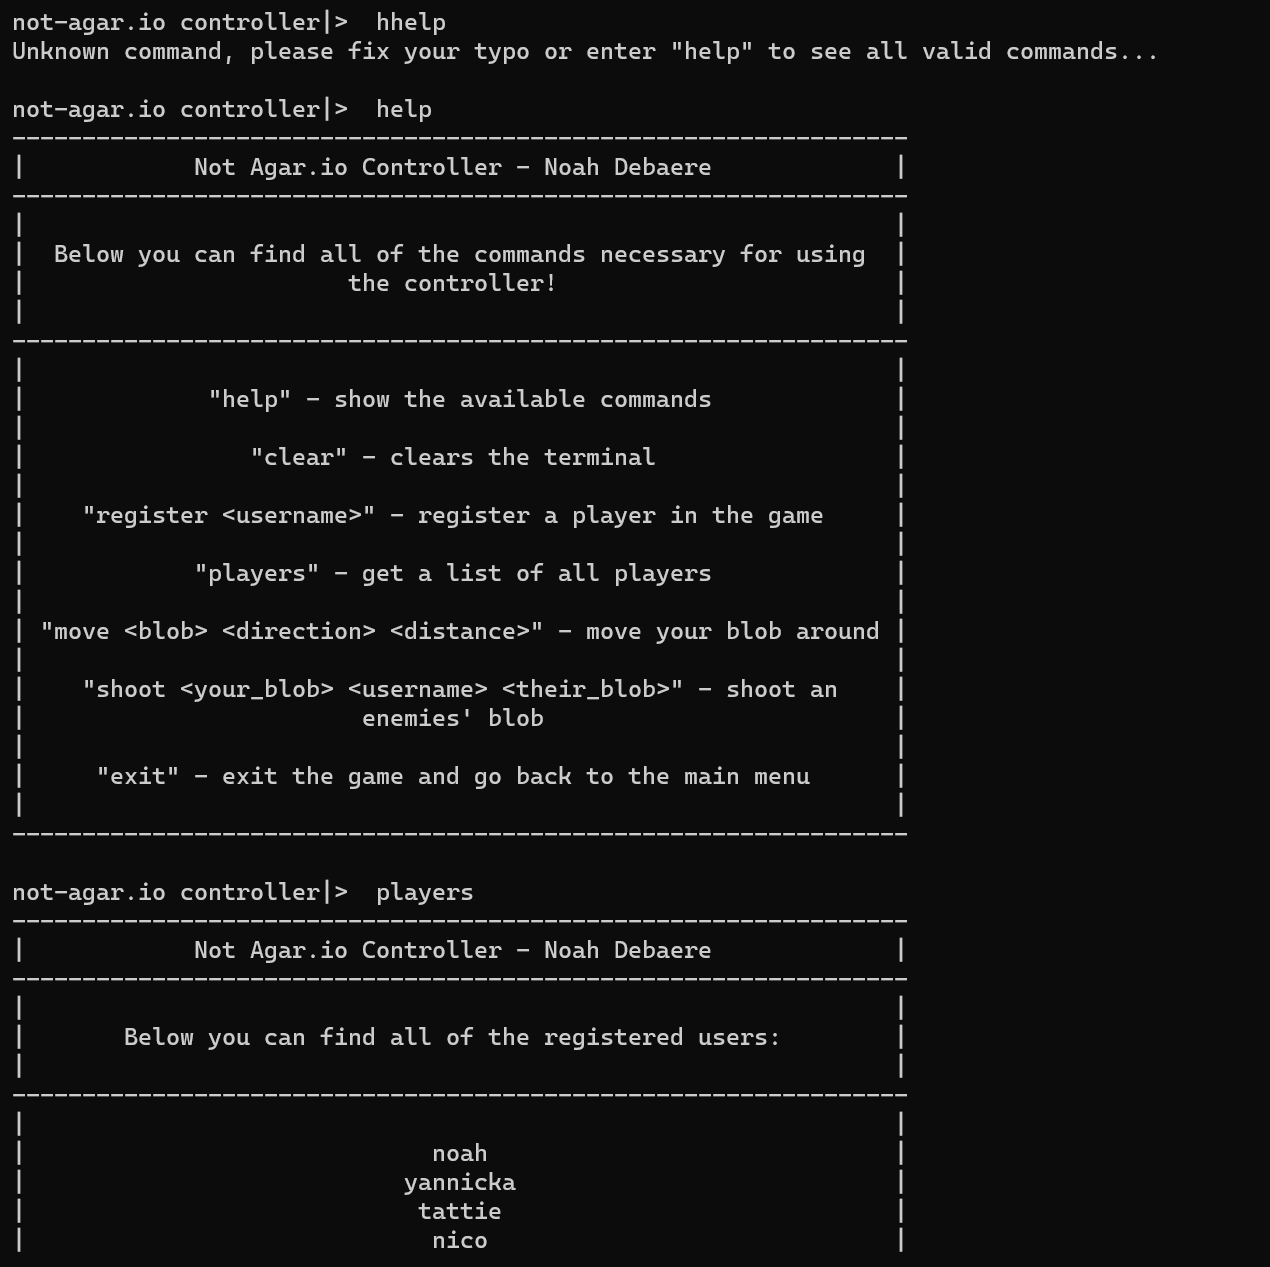 not-agar.io controller|>  hhelp
Unknown command, please fix your typo or enter "help" to see all valid commands...
not-agar.io controller|>  help
----------------------------------------------------------------
|            Not Agar.io Controller - Noah Debaere             |
----------------------------------------------------------------
|                                                              |
|  Below you can find all of the commands necessary for using  |
|                       the controller!                        |
|                                                              |
----------------------------------------------------------------
|                                                              |
|             "help" - show the available commands             |
|                                                              |
|                "clear" - clears the terminal                 |
|                                                              |
|    "register <username>" - register a player in the game     |
|                                                              |
|            "players" - get a list of all players             |
|                                                              |
| "move <blob> <direction> <distance>" - move your blob around |
|                                                              |
|    "shoot <your_blob> <username> <their_blob>" - shoot an    |
|                        enemies' blob                         |
|                                                              |
|     "exit" - exit the game and go back to the main menu      |
|                                                              |
----------------------------------------------------------------
not-agar.io controller|>  players
----------------------------------------------------------------
|            Not Agar.io Controller - Noah Debaere             |
----------------------------------------------------------------
|                                                              |
|       Below you can find all of the registered users:        |
|                                                              |
----------------------------------------------------------------
|                                                              |
|                             noah                             |
|                           yannicka                           |
|                            tattie                            |
|                             nico                             |